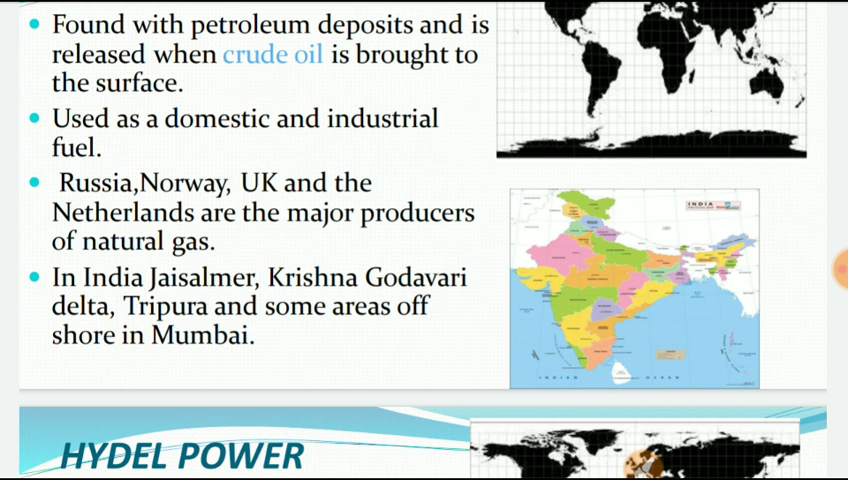 Found with petroleum deposits and is
released when crude oil is brought to
the surface.
Used as a domestic and industrial
fuel.
Russia,Norway, UK and the
Netherlands are the major producers
of natural gas.
In India Jaisalmer, Krishna Godavari
delta, Tripura and some areas off
shore in Mumbai.
INDIA
INDIAN OCEAN
HYDEL POWER